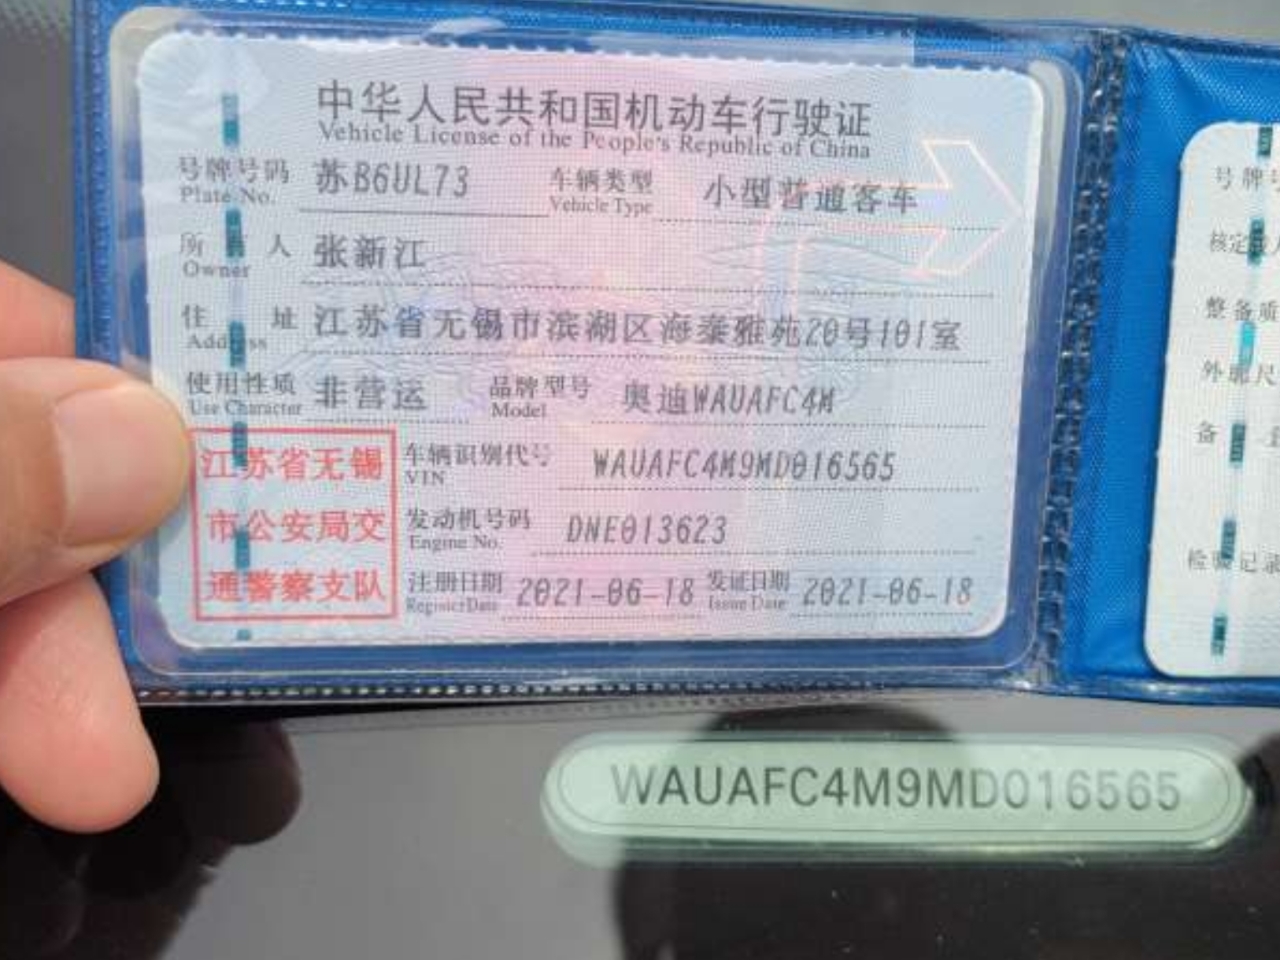 中华人民共和国机动车行驶证
Vehicle License of the People's Republic of China
号牌号码 苏B6UL73 车辆类型 小型普通客车
Plate No. Vehicle Type
所 人 张新江
Owner
住 址 江苏省无锡市滨湖区海泰雅苑20号101室
Address
使用性质 非营运 品牌型号 奥迪WAUAFC4M
Use Character Model
江苏省无锡
市公安局交
通警察支队
车辆识别代号 WAUAFC4M9MD016565
VIN
发动机号码 DNE013623
Engine No.
注册日期 2021-06-18 发证日期 2021-06-18
Register Date Issue Date
号牌
核定
整备质
外廓尺
备
检验记录
WAUAFC4M9MD016565